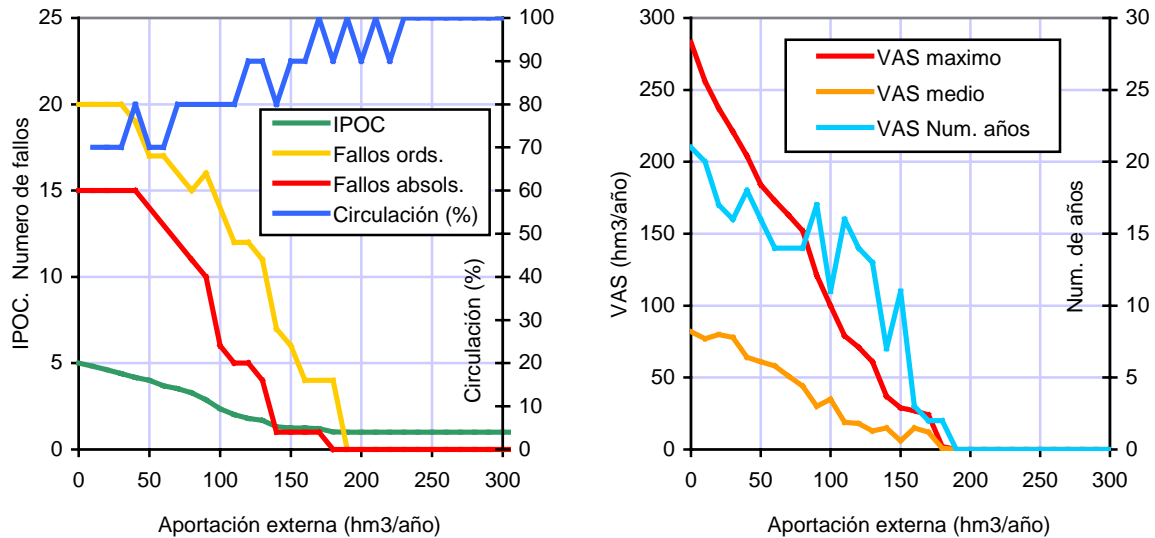 25
20
15
10
5
0
IPOC. Numero de fallos
100
90
80
70
60
50
40
30
20
10
0
Circulación (%)
IPOC
Fallos ords.
Fallos absols.
Circulación (%)
0 50 100 150 200 250 300
Aportación externa (hm3/año)
300
250
200
150
100
50
0
VAS (hm3/año)
30
25
20
15
10
5
0
Num. de años
VAS maximo
VAS medio
VAS Num. años
0 50 100 150 200 250 300
Aportación externa (hm3/año)